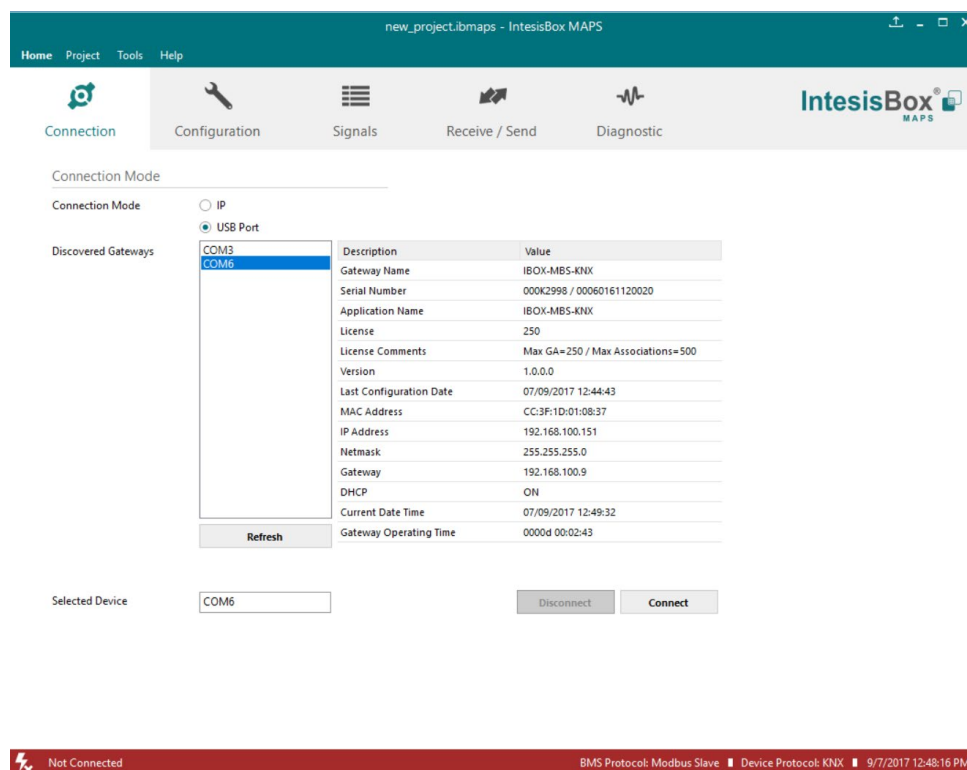 new_project.ibmaps - IntesisBox MAPS
Home Project Tools Help
Connection Configuration Signals Receive / Send Diagnostic
IntesisBox®
MAPS
Connection Mode
Connection Mode IP
USB Port
Discovered Gateways COM3 Description Value
COM6 Gateway Name IBOX-MBS-KNX
Serial Number 000K2998 / 00060161120020
Application Name IBOX-MBS-KNX
License 250
License Comments Max GA=250 / Max Associations=500
Version 1.0.0.0
Last Configuration Date 07/09/2017 12:44:43
MAC Address CC:3F:1D:01:08:37
IP Address 192.168.100.151
Netmask 255.255.255.0
Gateway 192.168.100.9
DHCP ON
Current Date Time 07/09/2017 12:49:32
Refresh Gateway Operating Time 0000d 00:02:43
Selected Device COM6 Disconnect Connect
Not Connected BMS Protocol: Modbus Slave Device Protocol: KNX 9/7/2017 12:48:16 PM